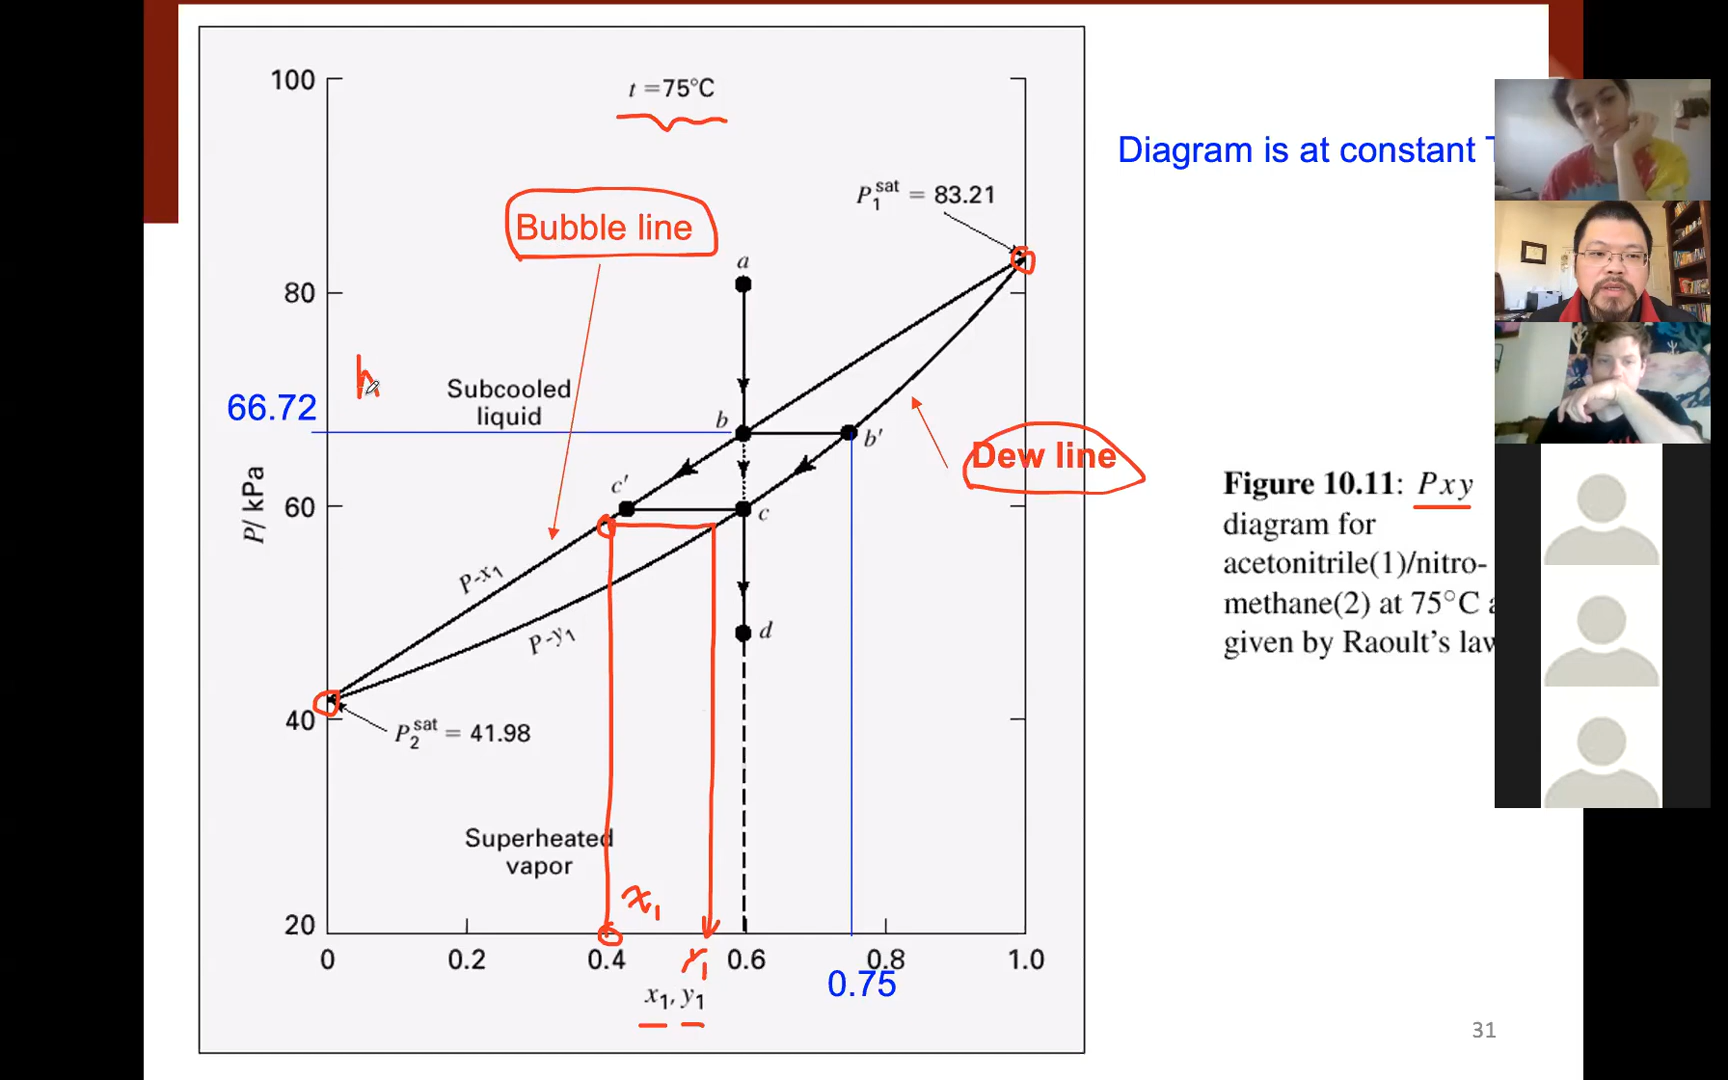 t = 75°C
100
80
60
40
20
P/ kPa
Diagram is at constant
P₁sat = 83.21
Bubble line
a
h
Subcooled
liquid
66.72
b
b'
Dew line
c'
c
P-x₁
P-y₁
d
P₂sat = 41.98
Superheated
vapor
x₁
0
0.2
0.4
0.6
0.8
1.0
0.75
x₁, y₁
Figure 10.11: Pxy
diagram for
acetonitrile(1)/nitro-
methane(2) at 75°C
given by Raoult's law
31